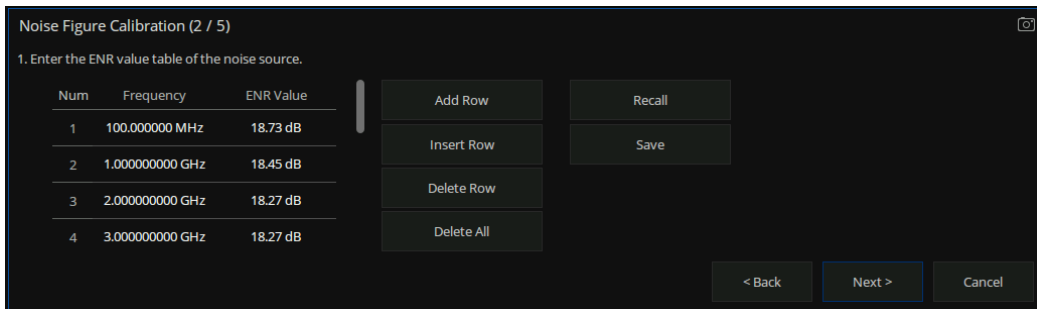 Noise Figure Calibration (2 / 5)
1. Enter the ENR value table of the noise source.
Num Frequency ENR Value
1 100.000000 MHz 18.73 dB
2 1.000000000 GHz 18.45 dB
3 2.000000000 GHz 18.27 dB
4 3.000000000 GHz 18.27 dB
Add Row
Insert Row
Delete Row
Delete All
Recall
Save
< Back
Next >
Cancel